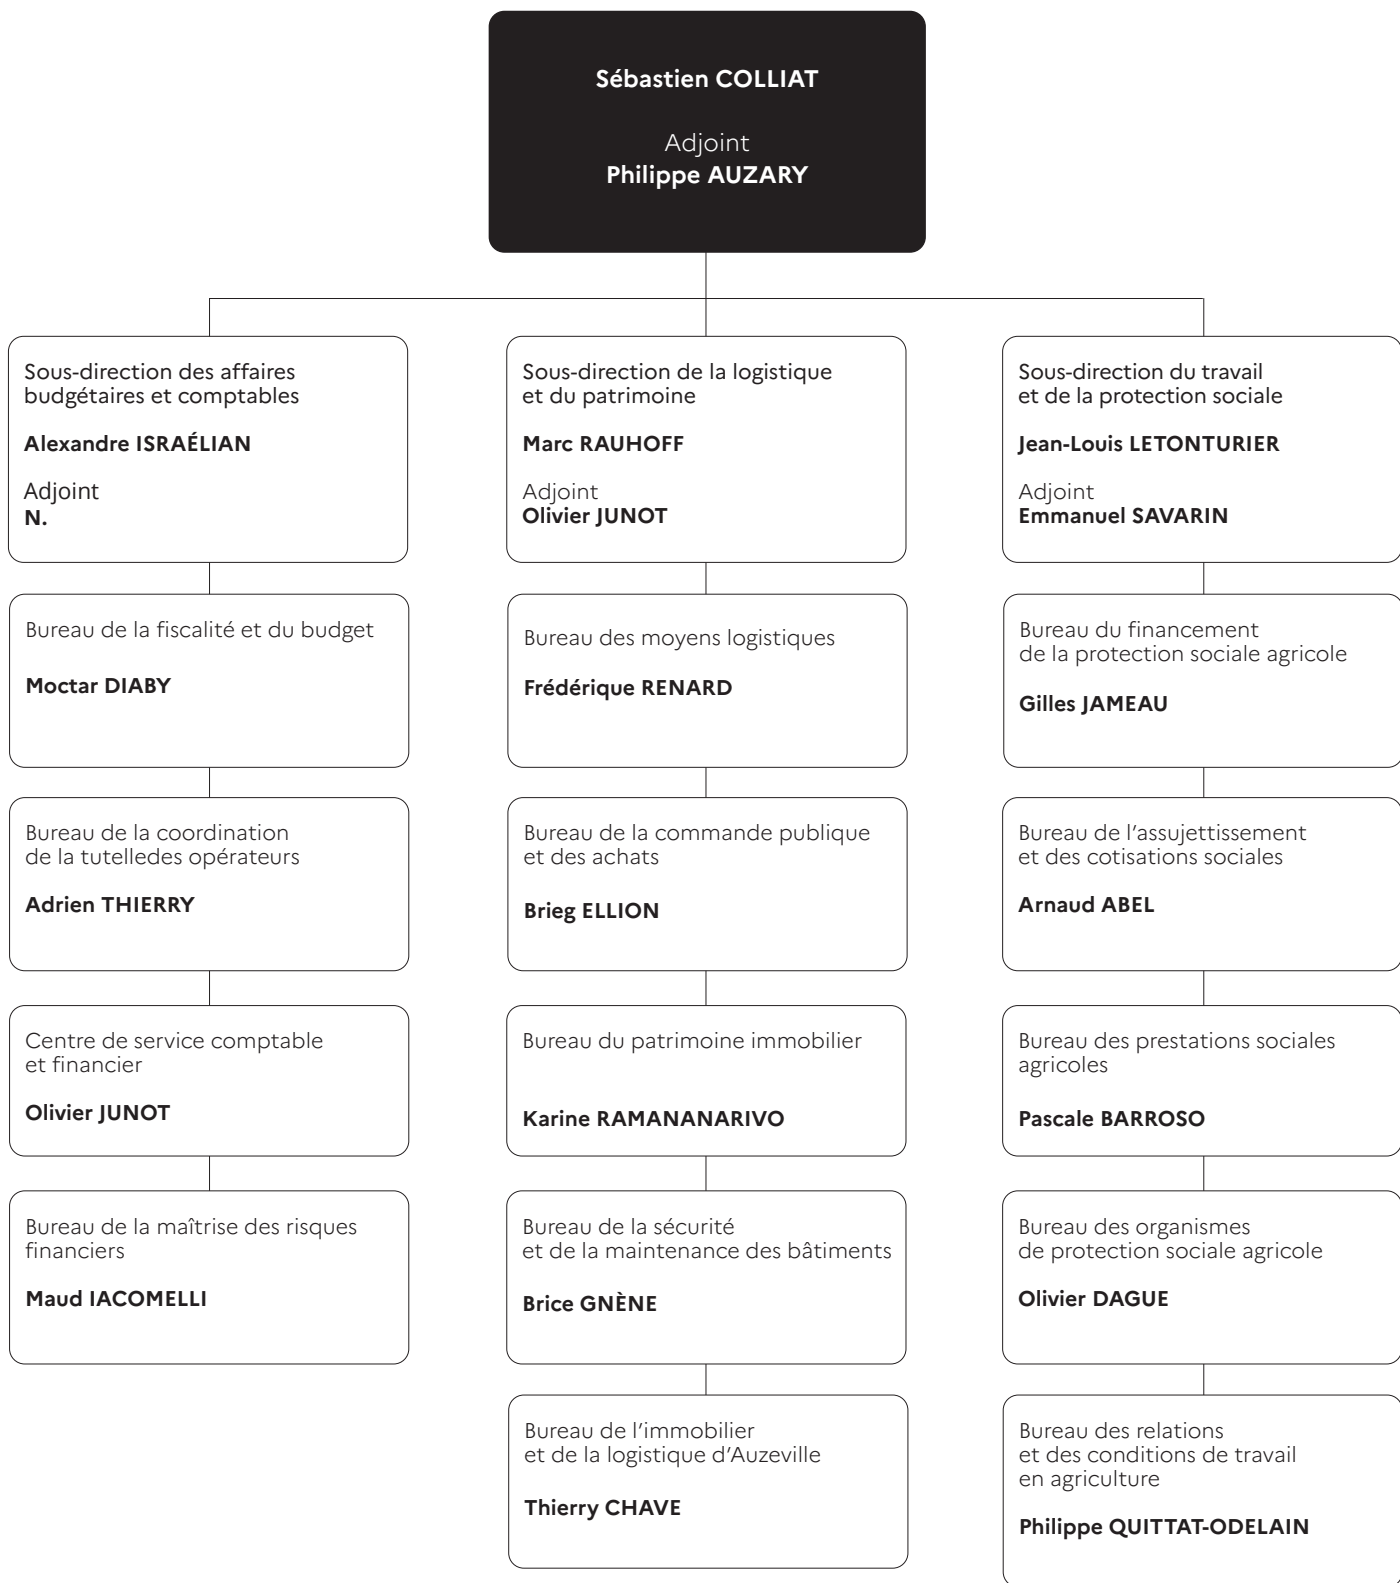 Sébastien COLLIAT
Adjoint
Philippe AUZARY
Sous-direction des affaires
budgétaires et comptables
Alexandre ISRAÉLIAN
Adjoint
N.
Bureau de la fiscalité et du budget
Moctar DIABY
Bureau de la coordination
de la tutelledes opérateurs
Adrien THIERRY
Centre de service comptable
et financier
Olivier JUNOT
Bureau de la maîtrise des risques
financiers
Maud IACOMELLI
Sous-direction de la logistique
et du patrimoine
Marc RAUHOFF
Adjoint
Olivier JUNOT
Bureau des moyens logistiques
Frédérique RENARD
Bureau de la commande publique
et des achats
Brieg ELLION
Bureau du patrimoine immobilier
Karine RAMANANARIVO
Bureau de la sécurité
et de la maintenance des bâtiments
Brice GNÈNE
Bureau de l'immobilier
et de la logistique d'Auzeville
Thierry CHAVE
Sous-direction du travail
et de la protection sociale
Jean-Louis LETONTURIER
Adjoint
Emmanuel SAVARIN
Bureau du financement
de la protection sociale agricole
Gilles JAMEAU
Bureau de l'assujettissement
et des cotisations sociales
Arnaud ABEL
Bureau des prestations sociales
agricoles
Pascale BARROSO
Bureau des organismes
de protection sociale agricole
Olivier DAGUE
Bureau des relations
et des conditions de travail
en agriculture
Philippe QUITTAT-ODELAIN